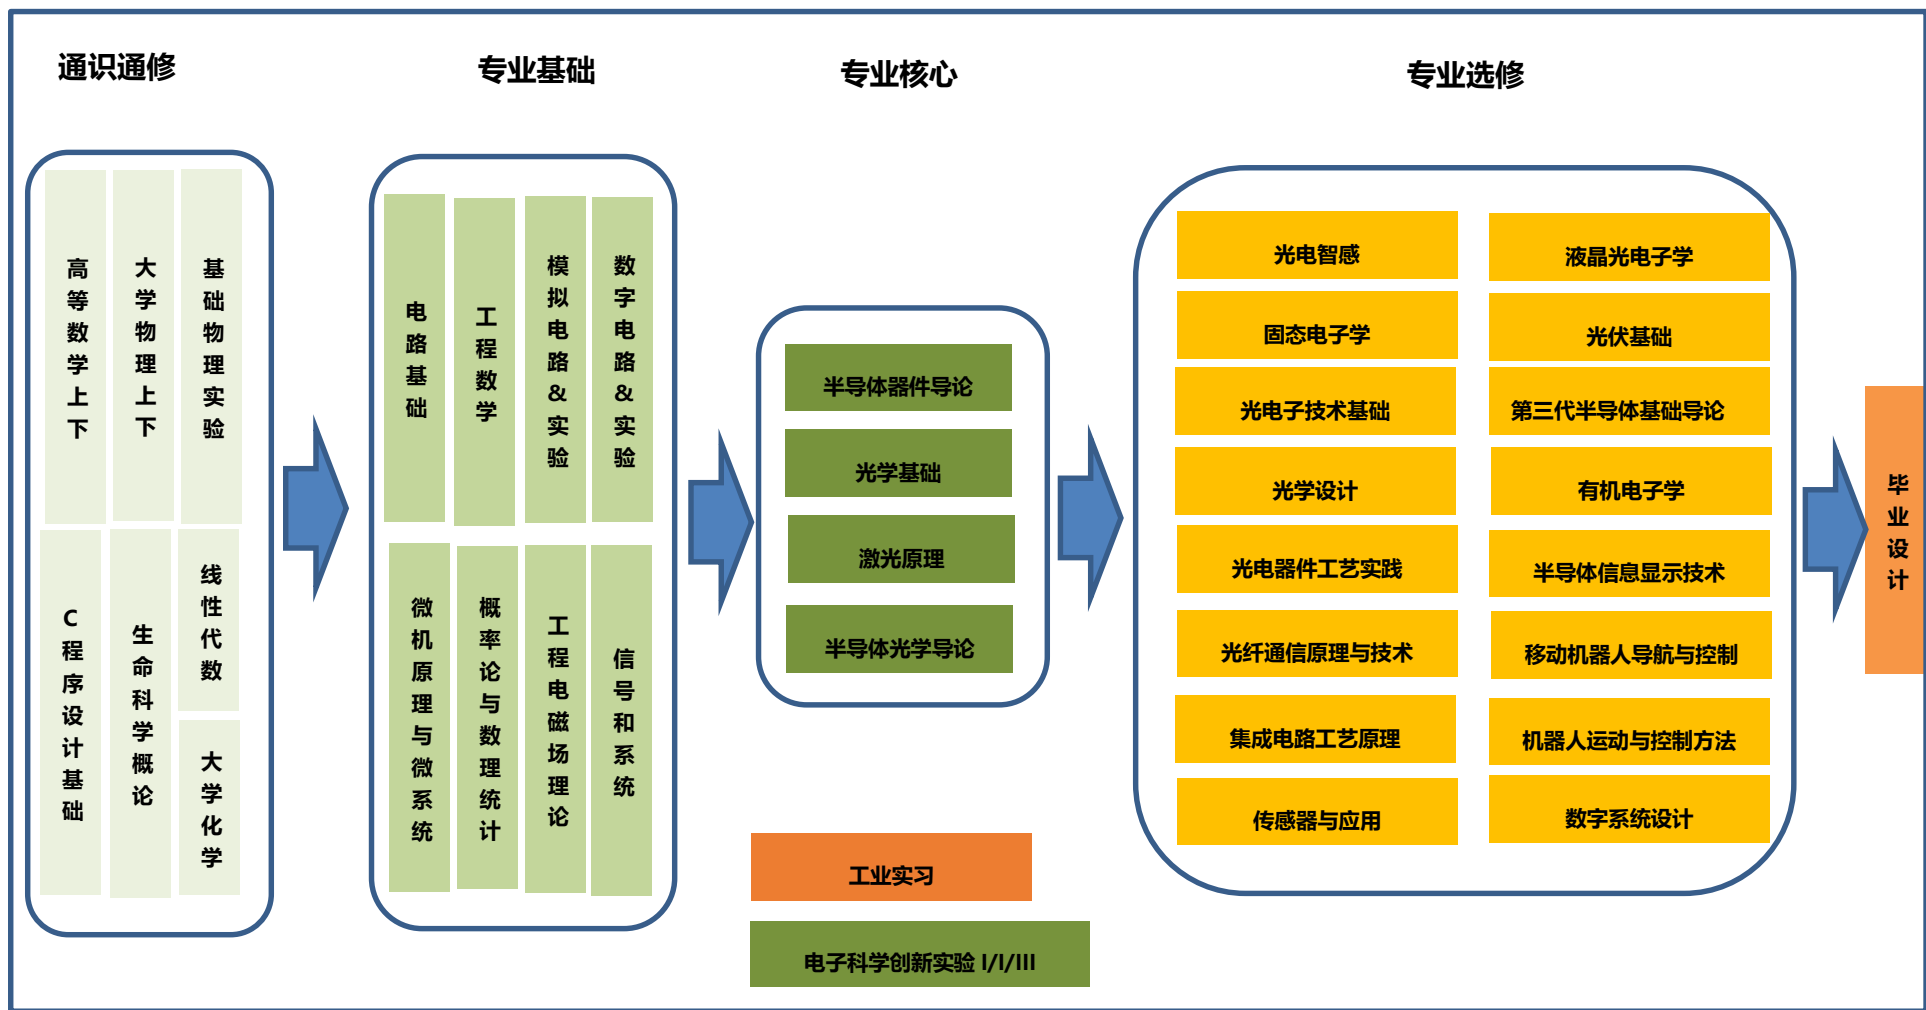 通识通修
专业基础
专业核心
专业选修
高等数学上下
大学物理上下
基础物理实验
C程序设计基础
生命科学概论
线性代数
大学化学
电路基础
工程数学
模拟电路&实验
数字电路&实验
微机原理与微系统
概率论与数理统计
工程电磁场理论
信号和系统
半导体器件导论
光学基础
激光原理
半导体光学导论
工业实习
电子科学创新实验 I/I/III
光电智感
液晶光电子学
固态电子学
光伏基础
光电子技术基础
第三代半导体基础导论
光学设计
有机电子学
光电器件工艺实践
半导体信息显示技术
光纤通信原理与技术
移动机器人导航与控制
集成电路工艺原理
机器人运动与控制方法
传感器与应用
数字系统设计
毕业设计